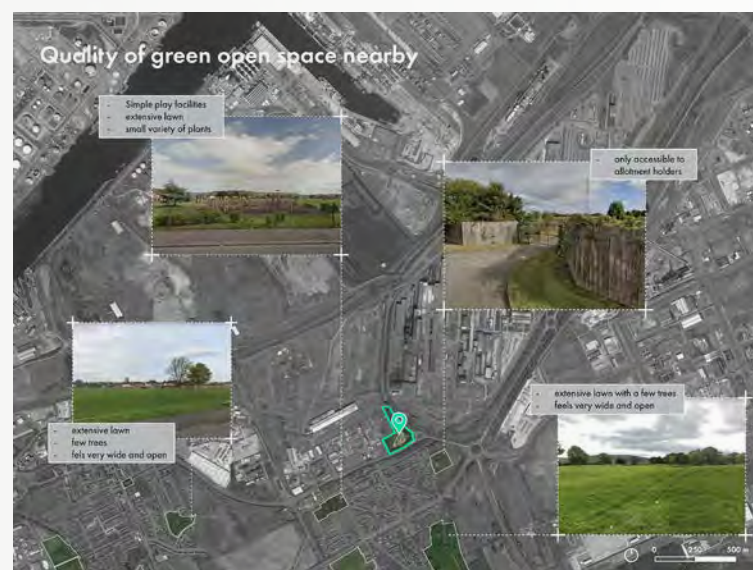 Quality of green open space nearby
- Simple play facilities
- extensive lawn
- small variety of plants
- only accessible to
allotment holders
- extensive lawn
- few trees
- fels very wide and open
- extensive lawn with a few trees
- feels very wide and open
0 250 500 m